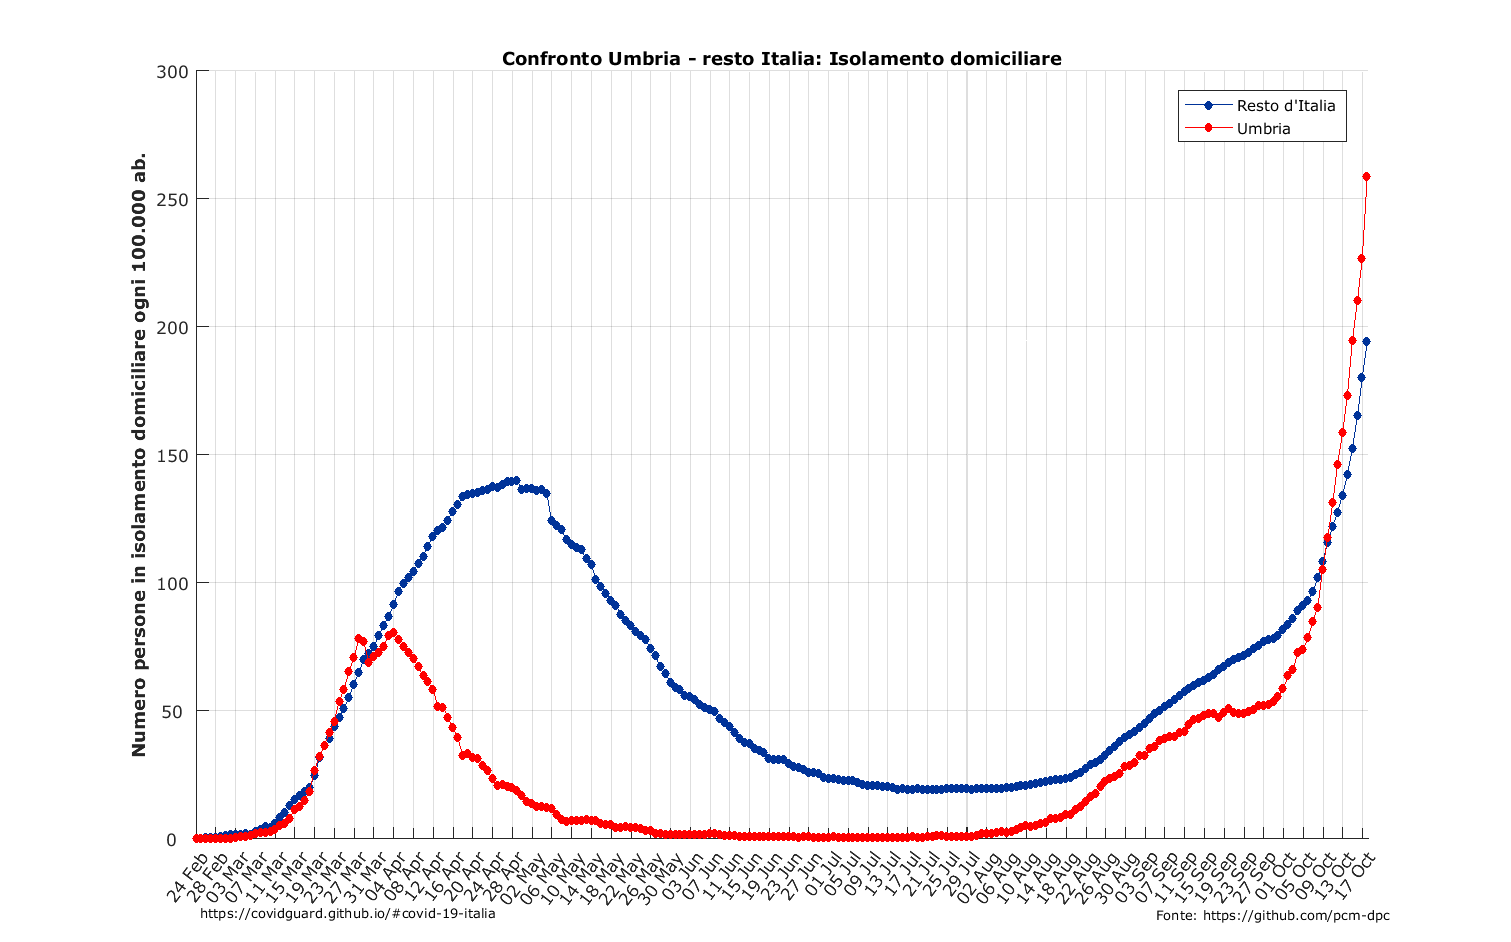 Confronto Umbria - resto Italia: Isolamento domiciliare
Resto d'Italia
Umbria
Numero persone in isolamento domiciliare ogni 100.000 ab.
300
250
200
150
100
50
0
24 Feb
28 Feb
03 Mar
07 Mar
11 Mar
15 Mar
19 Mar
23 Mar
27 Mar
31 Mar
04 Apr
08 Apr
12 Apr
16 Apr
20 Apr
24 Apr
28 Apr
02 May
06 May
10 May
14 May
18 May
22 May
26 May
30 May
03 Jun
07 Jun
11 Jun
15 Jun
19 Jun
23 Jun
27 Jun
01 Jul
05 Jul
09 Jul
13 Jul
17 Jul
21 Jul
25 Jul
29 Jul
02 Aug
06 Aug
10 Aug
14 Aug
18 Aug
22 Aug
26 Aug
30 Aug
03 Sep
07 Sep
11 Sep
15 Sep
19 Sep
23 Sep
27 Sep
01 Oct
05 Oct
09 Oct
13 Oct
17 Oct
https://covidguard.github.io/#covid-19-italia
Fonte: https://github.com/pcm-dpc